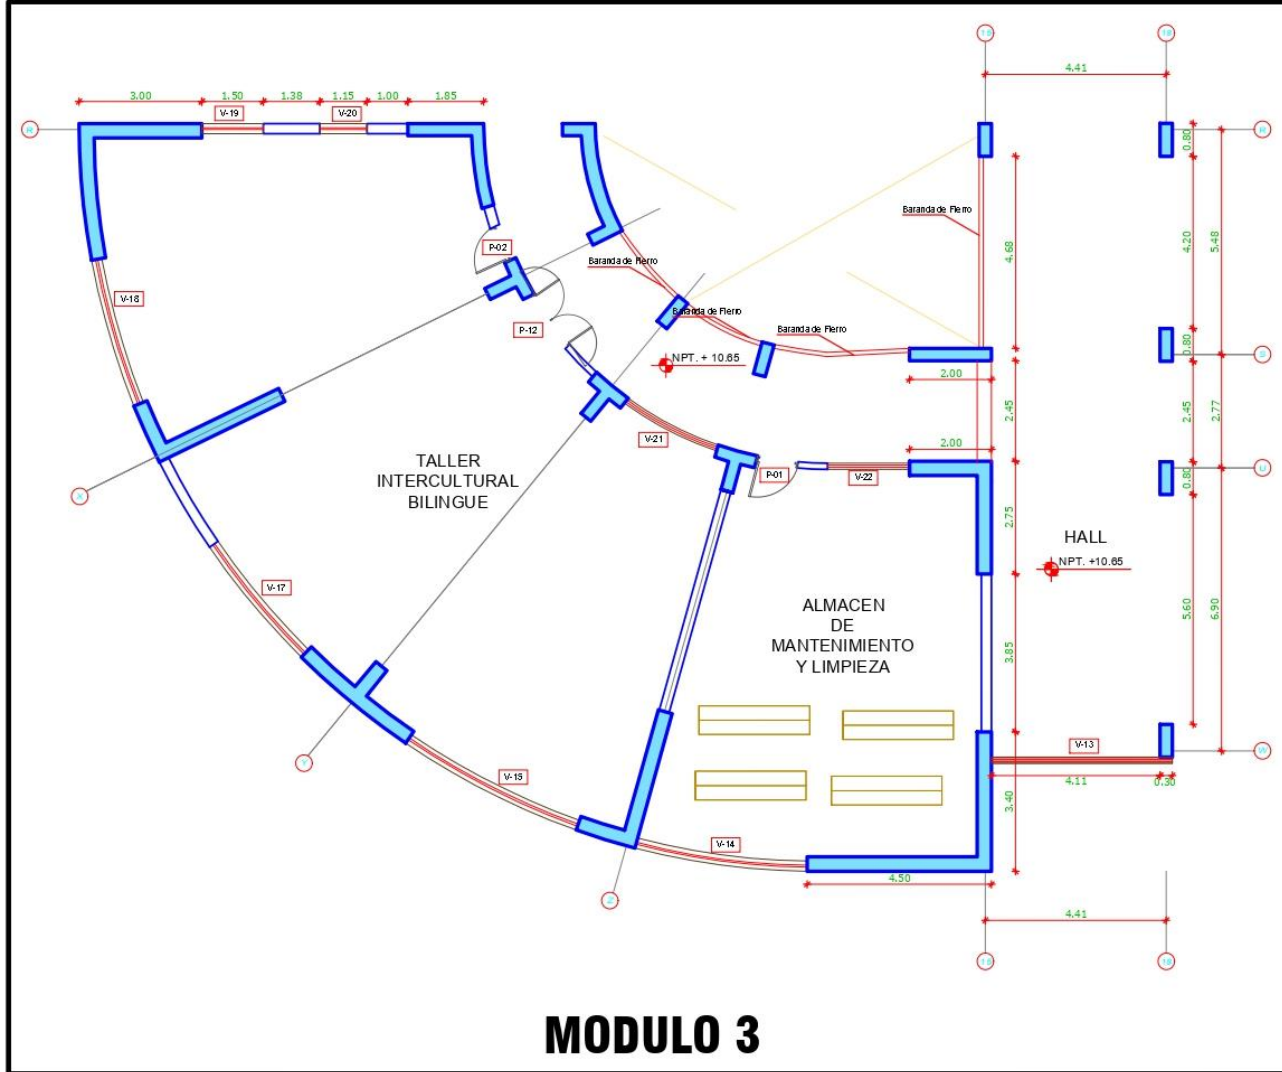 4.41
3.00
1.50
1.38
1.15
1.00
1.85
V-19
V-20
R
R
0.80
Baranda de Fierro
4.68
4.20
5.48
P-02
Baranda de Fierro
V-18
Baranda de Fierro
P-12
Baranda de Fierro
0.80
S
NPT. + 10.65
2.00
2.45
2.45
2.77
V-21
2.00
TALLER
INTERCULTURAL
BILINGUE
P-01
V-22
0.80
U
X
2.75
HALL
NPT. +10.65
V-17
ALMACEN
DE
MANTENIMIENTO
Y LIMPIEZA
3.85
5.60
6.90
V-13
W
Y
V-15
4.11
0.30
3.40
V-14
4.50
Z
4.41
MODULO 3